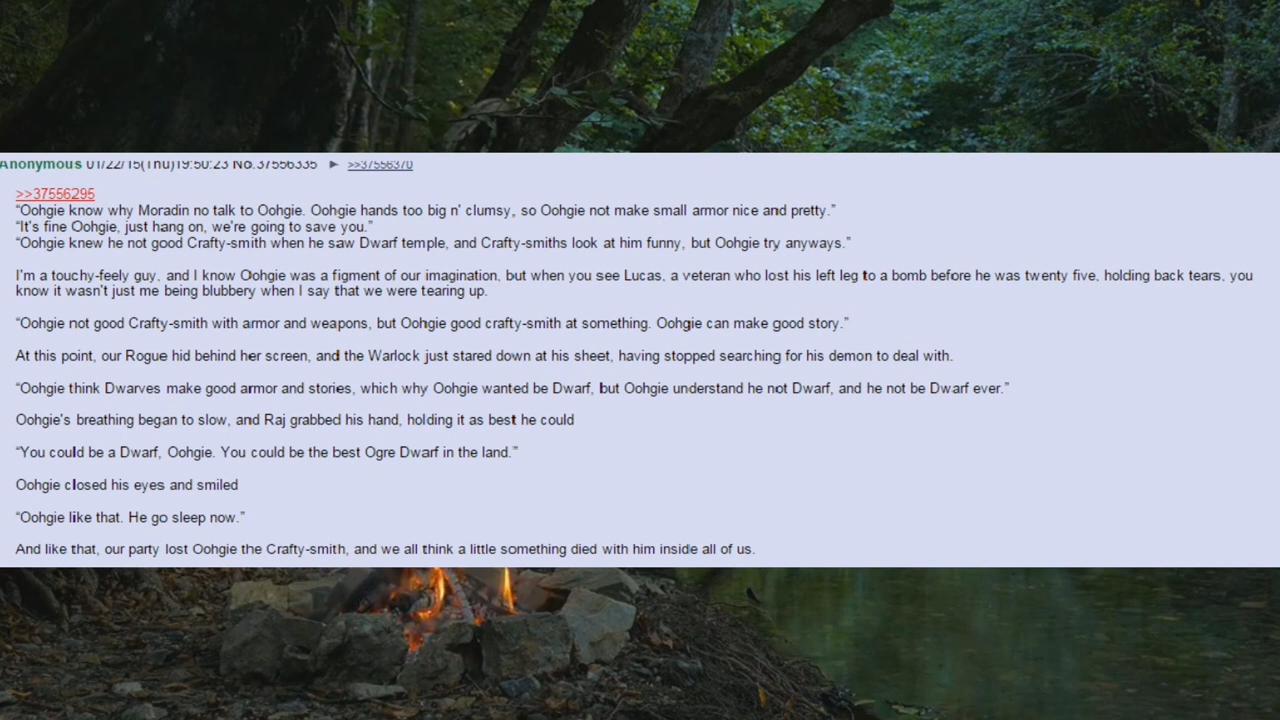 Anonymous 01/22/15(Thu)19:50:23 No.37556335 ► >>37556370
>>37556295
“Oohgie know why Moradin no talk to Oohgie. Oohgie hands too big n’ clumsy, so Oohgie not make small armor nice and pretty.”
“It’s fine Oohgie, just hang on, we’re going to save you.”
“Oohgie knew he not good Crafty-smith when he saw Dwarf temple, and Crafty-smiths look at him funny, but Oohgie try anyways.”
I’m a touchy-feely guy, and I know Oohgie was a figment of our imagination, but when you see Lucas, a veteran who lost his left leg to a bomb before he was twenty five, holding back tears, you
know it wasn’t just me being blubbery when I say that we were tearing up.
“Oohgie not good Crafty-smith with armor and weapons, but Oohgie good crafty-smith at something. Oohgie can make good story.”
At this point, our Rogue hid behind her screen, and the Warlock just stared down at his sheet, having stopped searching for his demon to deal with.
“Oohgie think Dwarves make good armor and stories, which why Oohgie wanted be Dwarf, but Oohgie understand he not Dwarf, and he not be Dwarf ever.”
Oohgie’s breathing began to slow, and Raj grabbed his hand, holding it as best he could
“You could be a Dwarf, Oohgie. You could be the best Ogre Dwarf in the land.”
Oohgie closed his eyes and smiled
“Oohgie like that. He go sleep now.”
And like that, our party lost Oohgie the Crafty-smith, and we all think a little something died with him inside all of us.